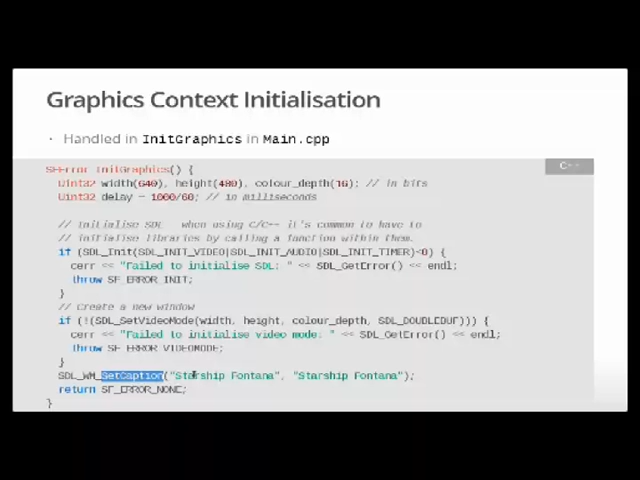 Graphics Context Initialisation
· Handled in InitGraphics in Main.cpp
C++
SFError InitGraphics() {
Uint32 width(640), height(480), colour_depth(16); // in bits
Uint32 delay = 1000/60; // in milliseconds
// Initialise SDL when using C/C++ it's common to have to
// initialise libraries by calling a function within them.
if (SDL_Init(SDL_INIT_VIDEO|SDL_INIT_AUDIO|SDL_INIT_TIMER)<0) {
cerr << "Failed to initialise SDL: " << SDL_GetError() << endl;
throw SF_ERROR_INIT;
}
// Create a new window
if (!(SDL_SetVideoMode(width, height, colour_depth, SDL_DOUBLEBUF))) {
cerr << "Failed to initialise video mode: " << SDL_GetError() << endl;
throw SF_ERROR_VIDEOMODE;
}
SDL_WM_SetCaption("Starship Fontana", "Starship Fontana");
return SF_ERROR_NONE;
}